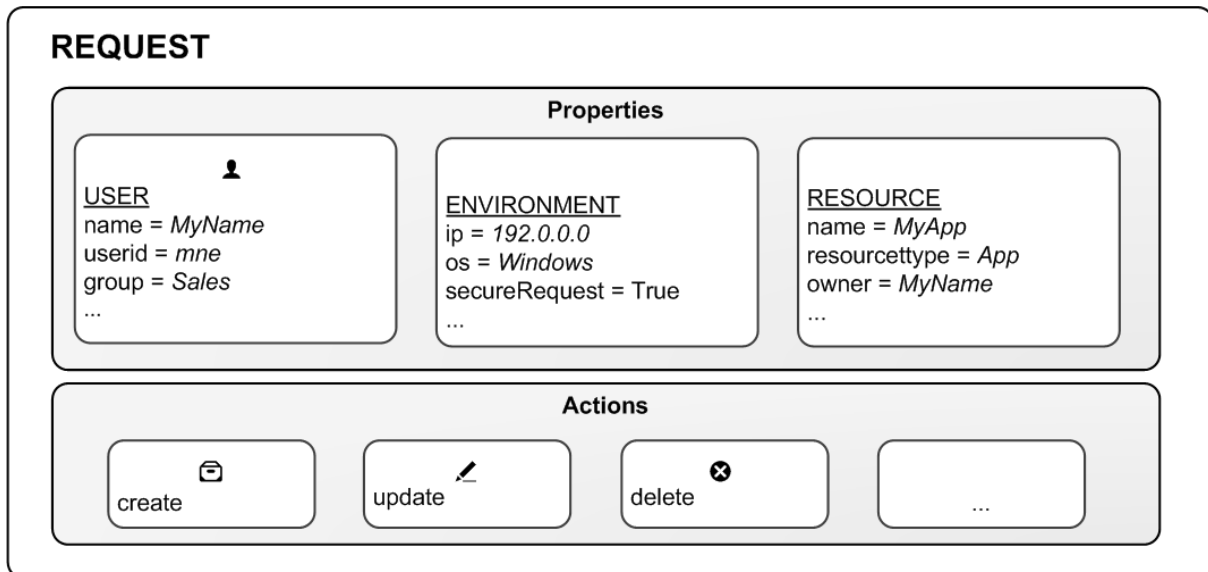 REQUEST
Properties
USER
name = MyName
userid = mne
group = Sales
...
ENVIRONMENT
ip = 192.0.0.0
os = Windows
secureRequest = True
...
RESOURCE
name = MyApp
resourcettype = App
owner = MyName
...
Actions
create
update
delete
...